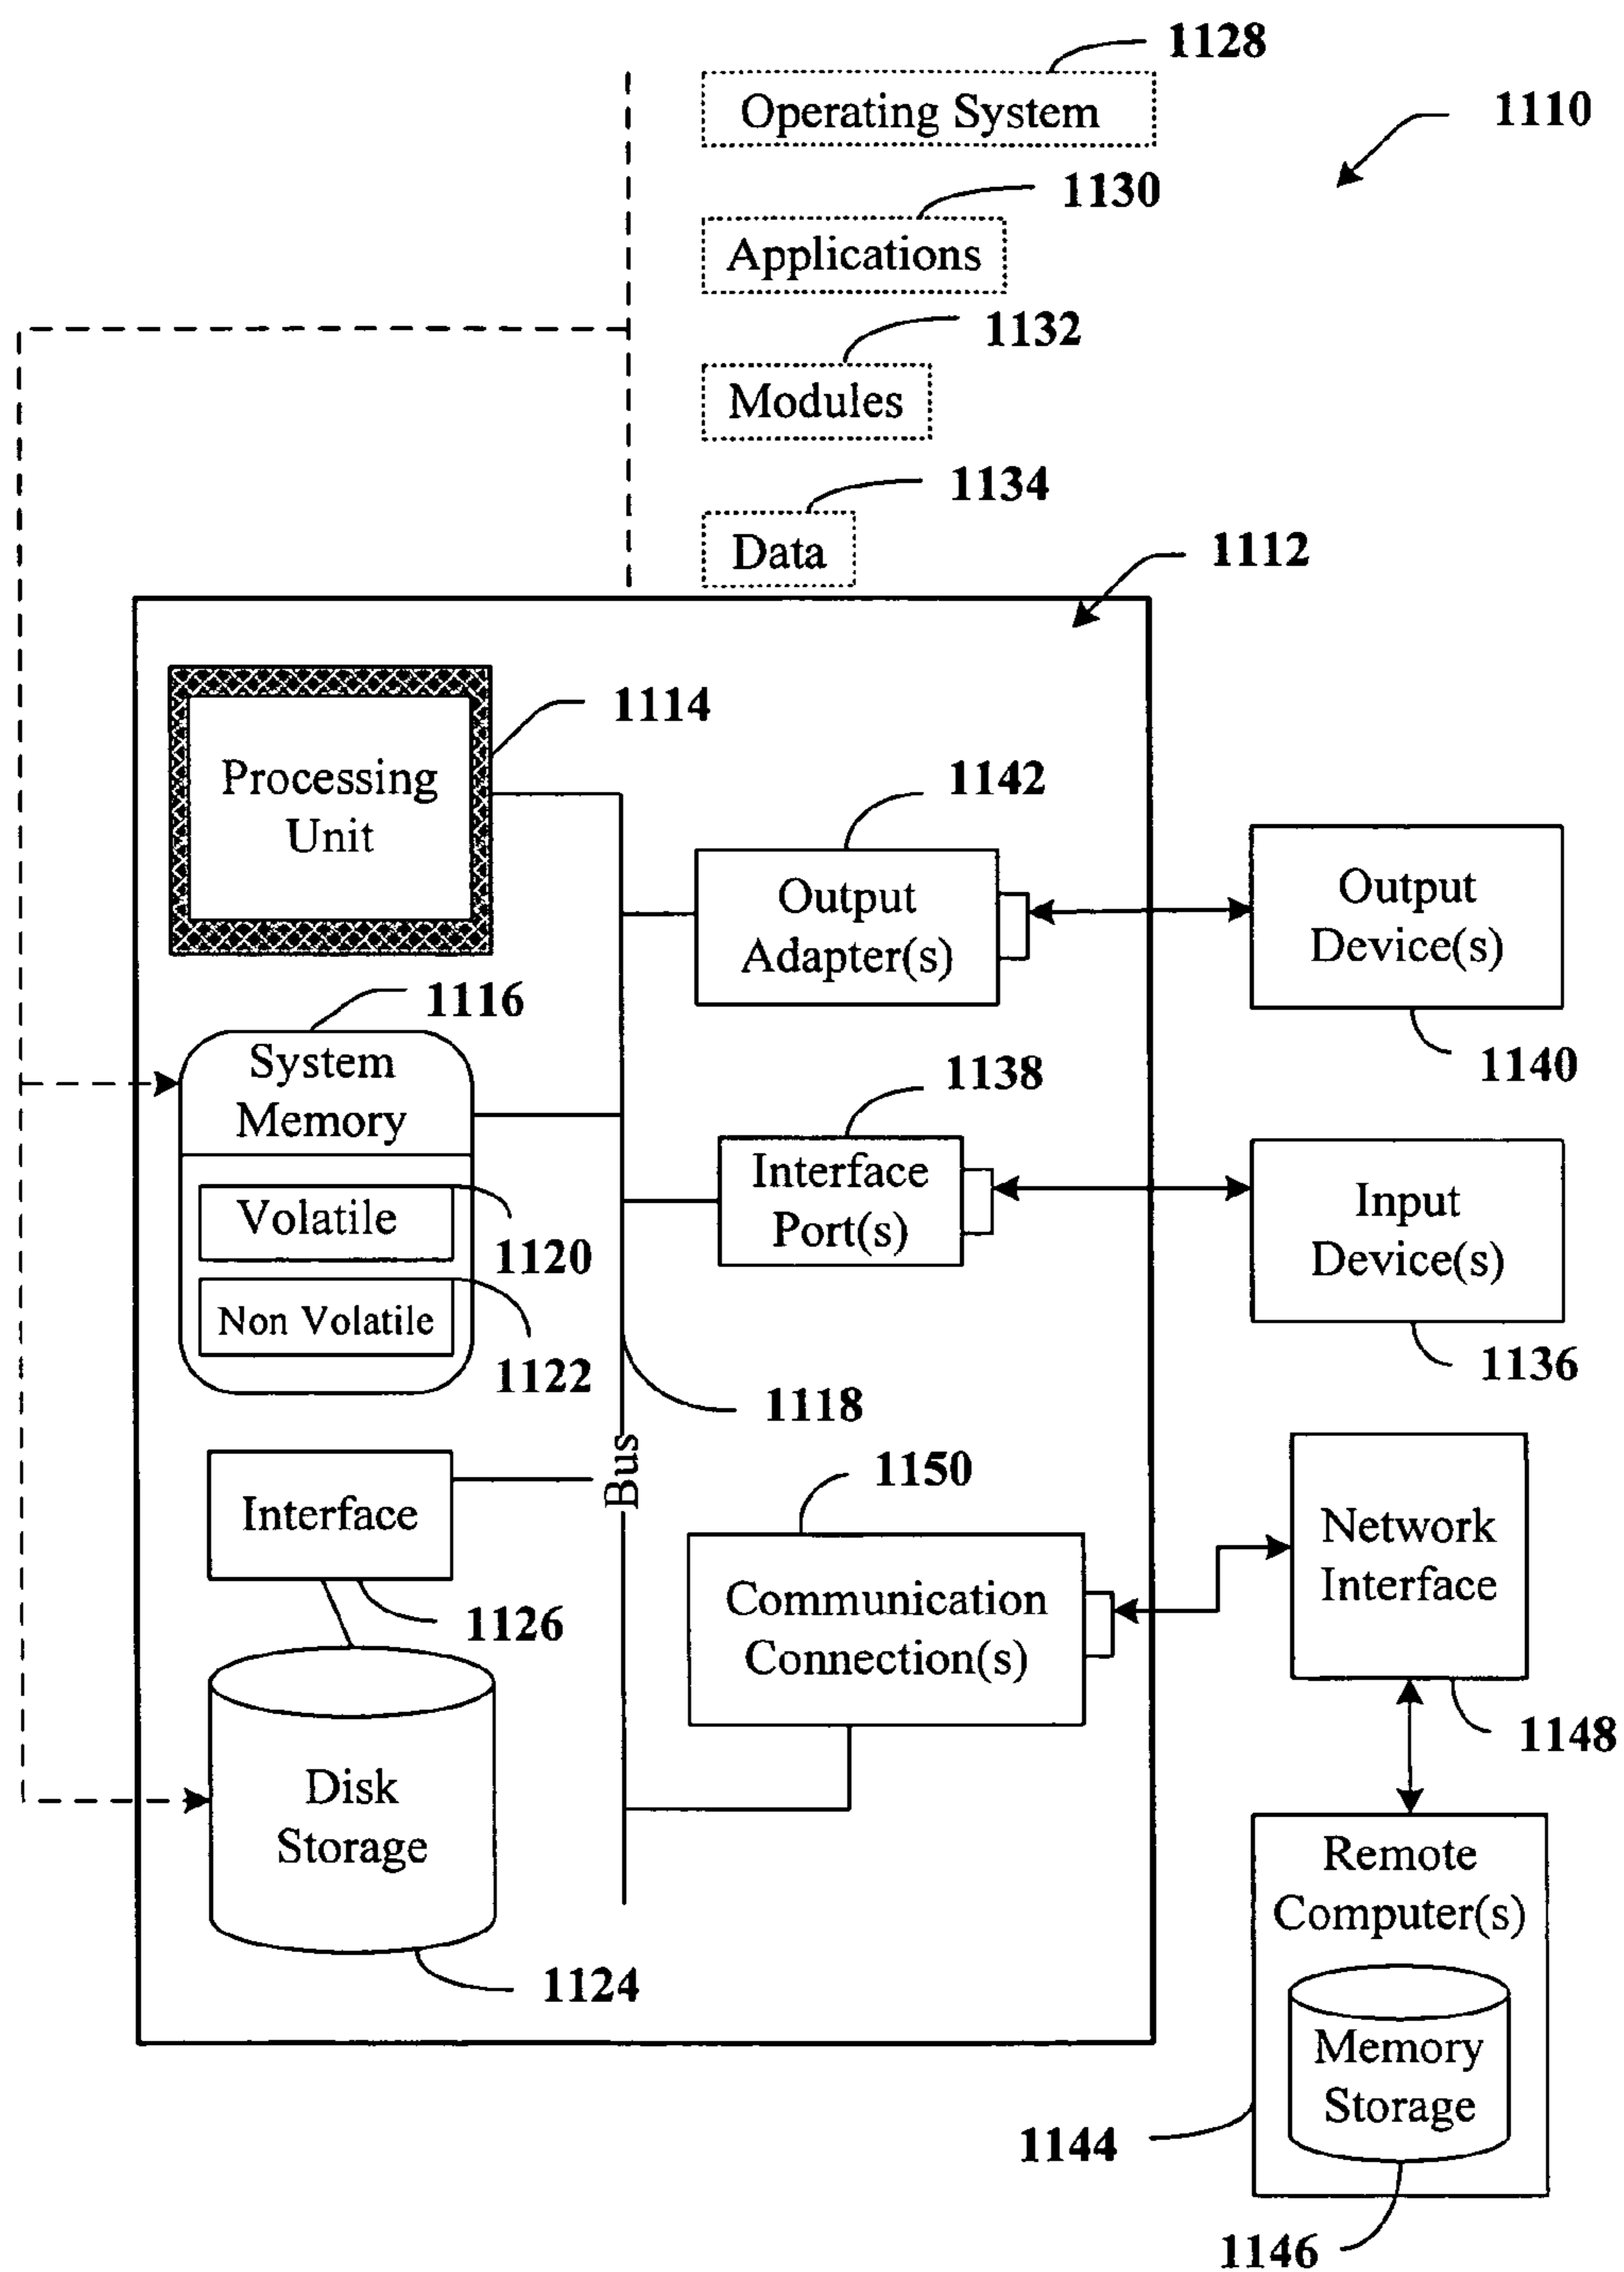 1128
Operating System
1110
1130
Applications
1132
Modules
1134
Data
1112
1114
Processing
Unit
1142
Output
Adapter(s)
Output
Device(s)
1140
1116
System
Memory
1138
Interface
Port(s)
Volatile
1120
Non Volatile
1122
Input
Device(s)
1136
1118
Bus
Interface
1126
1150
Communication
Connection(s)
Network
Interface
1148
Disk
Storage
1124
Remote
Computer(s)
Memory
Storage
1144
1146